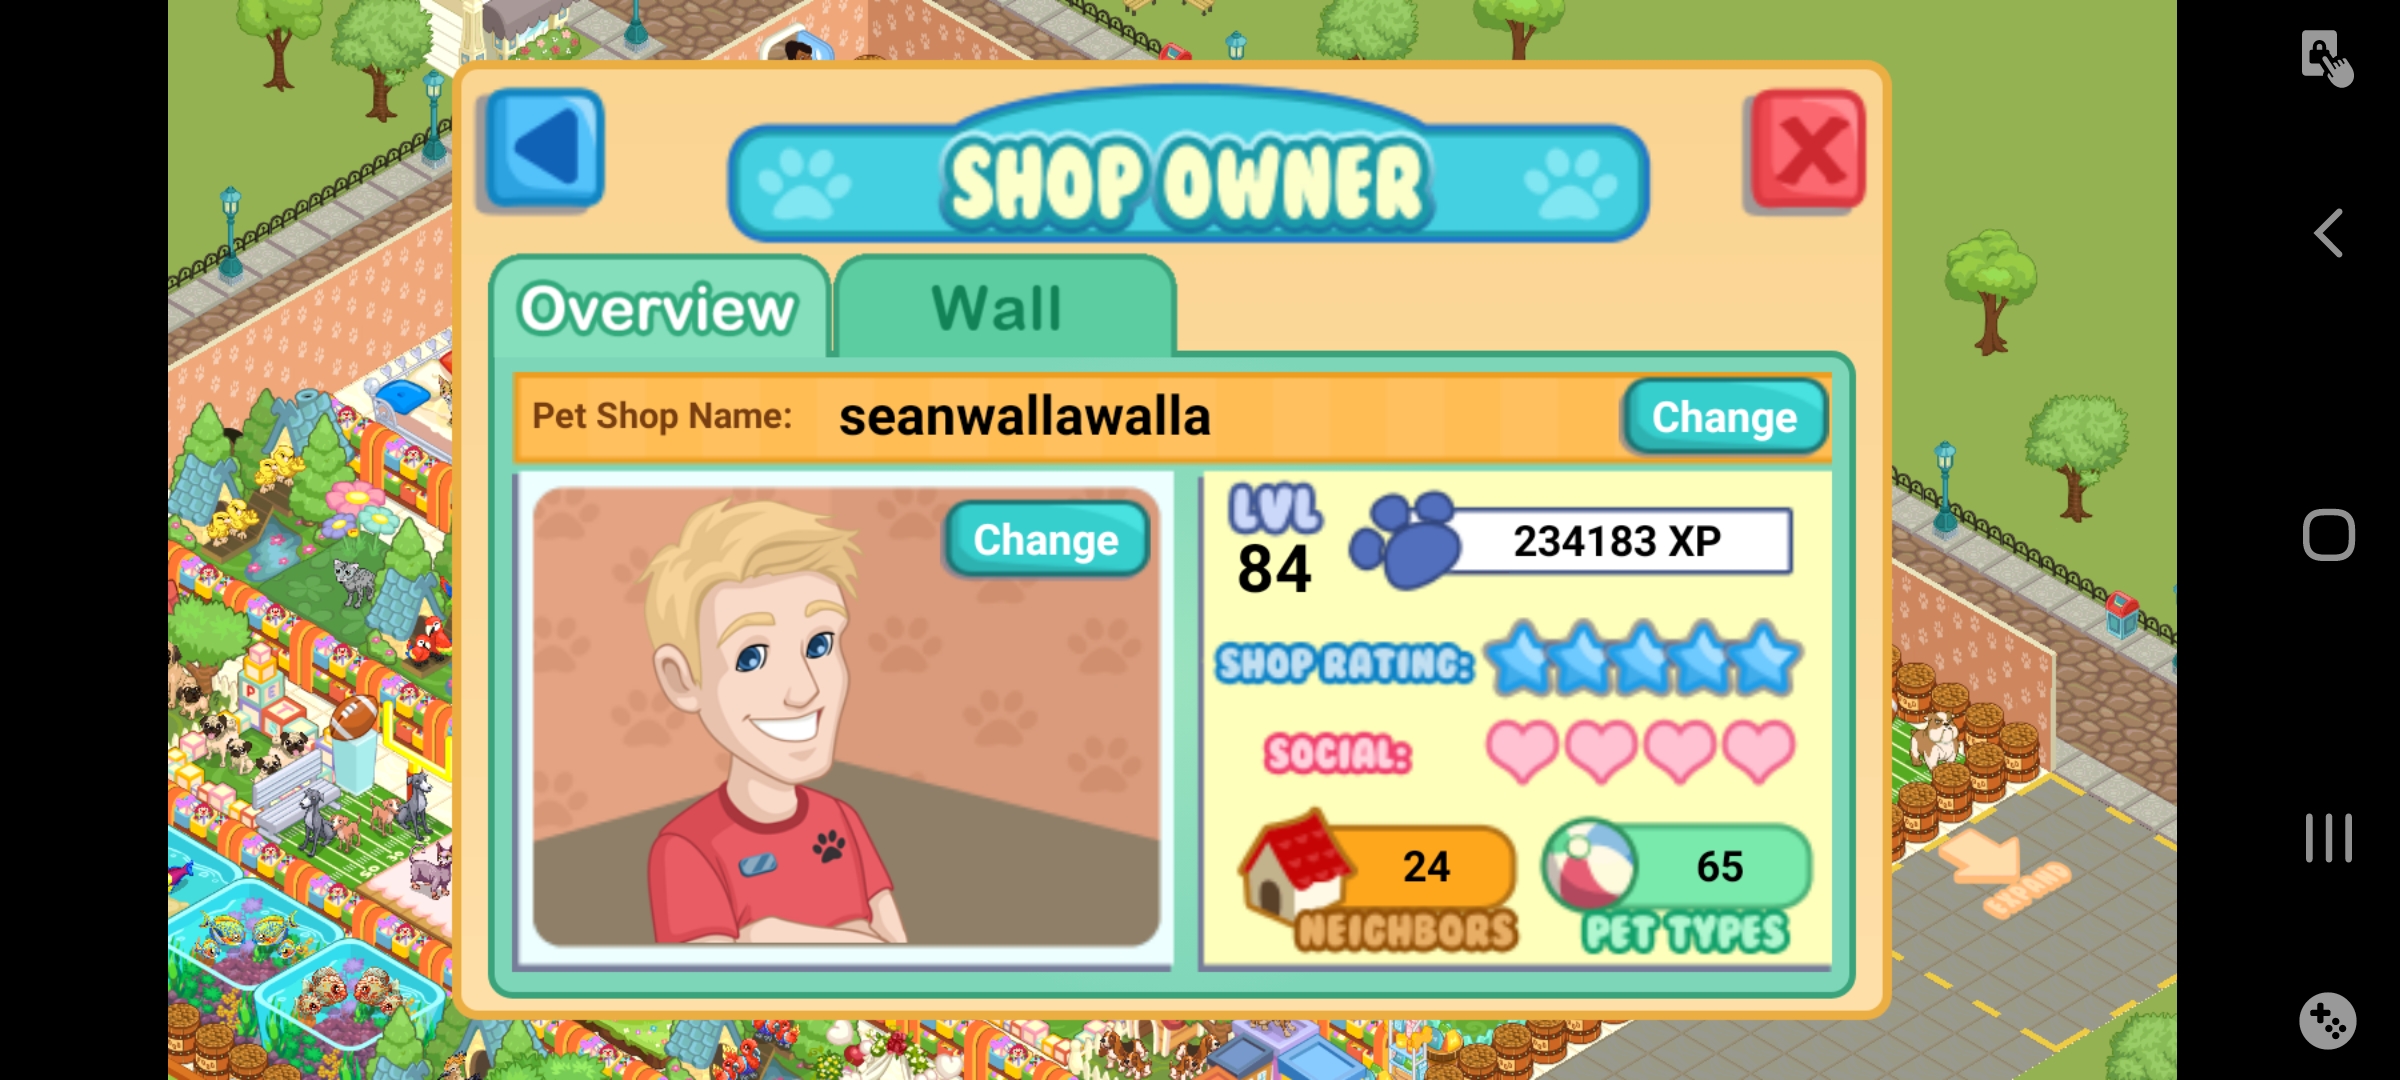 SHOP OWNER
Overview
Wall
Pet Shop Name: seanwallawalla
Change
Change
LVL
84
234183 XP
SHOP RATING:
SOCIAL:
24
NEIGHBORS
65
PET TYPES
EXPAND